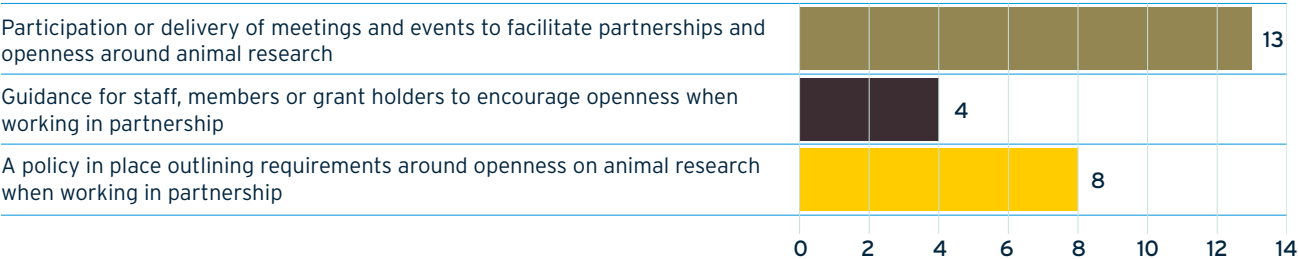 Participation or delivery of meetings and events to facilitate partnerships and
openness around animal research
13
Guidance for staff, members or grant holders to encourage openness when
working in partnership
4
A policy in place outlining requirements around openness on animal research
when working in partnership
8
0 2 4 6 8 10 12 14